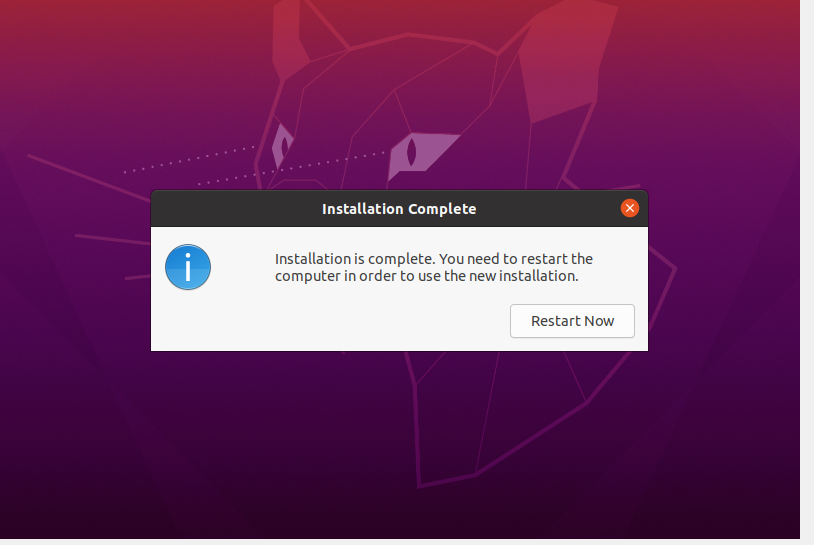 Installation Complete
Installation is complete. You need to restart the
computer in order to use the new installation.
Restart Now